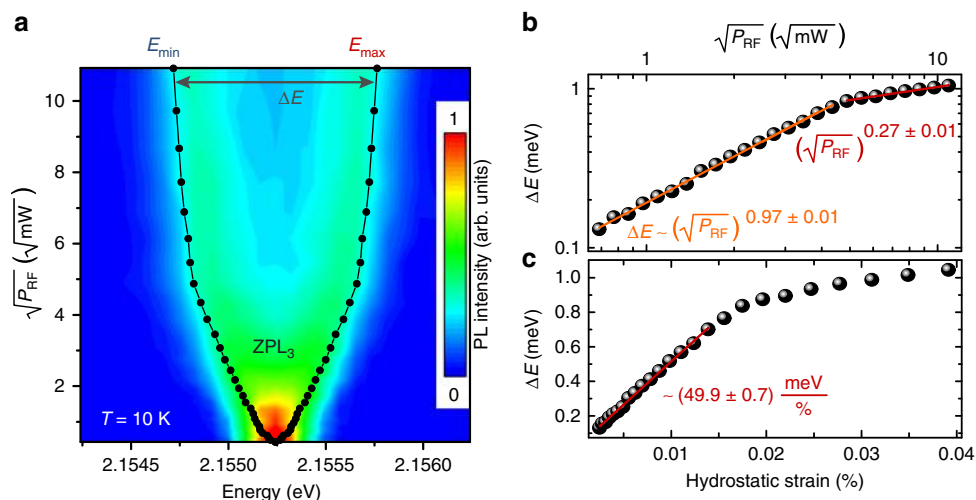 a
E_min
E_max
ΔE
10
8
6
4
2
√P_RF (√mW)
1
0
PL intensity (arb. units)
ZPL₃
T = 10 K
2.1545 2.1550 2.1555 2.1560
Energy (eV)
b
√P_RF (√mW)
1 10
1
0.1
ΔE (meV)
(√P_RF)^0.27 ± 0.01
ΔE ~ (√P_RF)^0.97 ± 0.01
c
1.0
0.8
0.6
0.4
0.2
ΔE (meV)
~ (49.9 ± 0.7) meV/%
0.00 0.01 0.02 0.03 0.04
Hydrostatic strain (%)